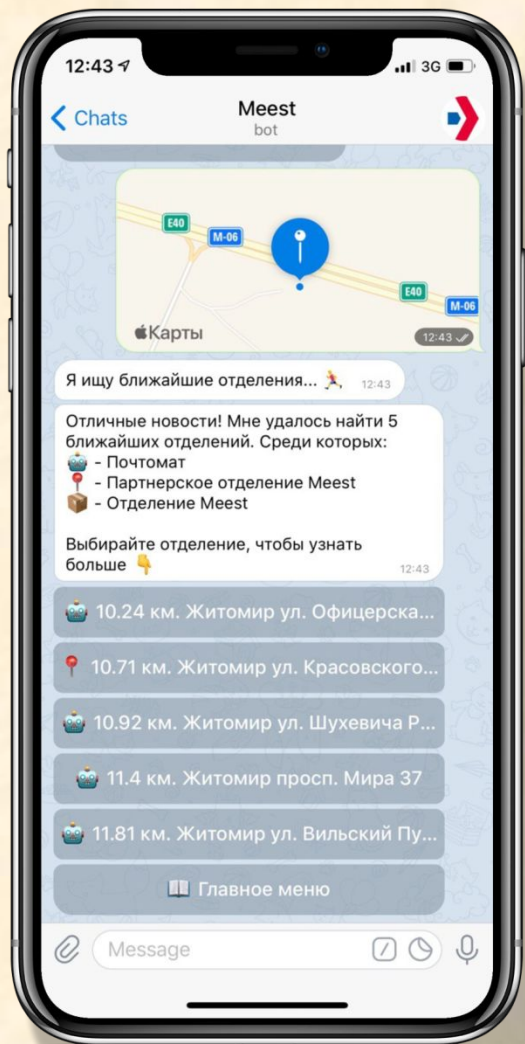 12:43
3G
Chats
Meest
bot
E40
M-06
E40
M-06
Карты
12:43
Я ищу ближайшие отделения... 🏃‍♀️ 12:43
Отличные новости! Мне удалось найти 5
ближайших отделений. Среди которых:
🤖 - Почтомат
📍 - Партнерское отделение Meest
📦 - Отделение Meest
Выбирайте отделение, чтобы узнать
больше 👇 12:43
🤖 10.24 км. Житомир ул. Офицерска...
📍 10.71 км. Житомир ул. Красовского...
🤖 10.92 км. Житомир ул. Шухевича Р...
🤖 11.4 км. Житомир просп. Мира 37
🤖 11.81 км. Житомир ул. Вильский Пу...
📖 Главное меню
Message